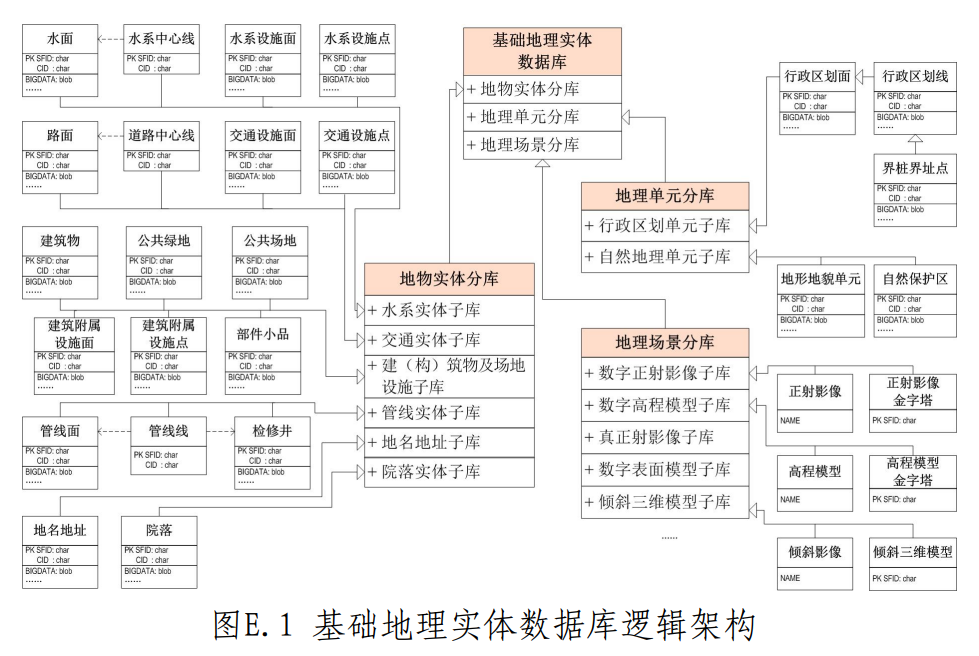 水面
PK SFID: char
CID : char
BIGDATA: blob
......
水系中心线
PK SFID: char
CID : char
水系设施面
PK SFID: char
CID : char
BIGDATA: blob
......
水系设施点
PK SFID: char
CID : char
BIGDATA: blob
......
路面
PK SFID: char
CID : char
BIGDATA: blob
......
道路中心线
PK SFID: char
CID : char
交通设施面
PK SFID: char
CID : char
BIGDATA: blob
......
交通设施点
PK SFID: char
CID : char
BIGDATA: blob
......
建筑物
PK SFID: char
CID : char
BIGDATA: blob
......
公共绿地
PK SFID: char
CID : char
BIGDATA: blob
......
公共场地
PK SFID: char
CID : char
BIGDATA: blob
......
建筑附属
设施面
PK SFID: char
CID : char
BIGDATA: blob
......
建筑附属
设施点
PK SFID: char
CID : char
BIGDATA: blob
......
部件小品
PK SFID: char
CID : char
BIGDATA: blob
......
管线面
PK SFID: char
CID : char
BIGDATA: blob
......
管线线
PK SFID: char
CID : char
检修井
PK SFID: char
CID : char
BIGDATA: blob
......
地名地址
PK SFID: char
CID : char
BIGDATA: blob
......
院落
PK SFID: char
CID : char
BIGDATA: blob
......
基础地理实体
数据库
+ 地物实体分库
+ 地理单元分库
+ 地理场景分库
地物实体分库
+ 水系实体子库
+ 交通实体子库
+ 建（构）筑物及场地
设施子库
+ 管线实体子库
+ 地名地址子库
+ 院落实体子库
地理单元分库
+ 行政区划单元子库
+ 自然地理单元子库
地理场景分库
+ 数字正射影像子库
+ 数字高程模型子库
+ 真正射影像子库
+ 数字表面模型子库
+ 倾斜三维模型子库
......
行政区划面
PK SFID: char
CID : char
BIGDATA: blob
......
行政区划线
PK SFID: char
CID : char
BIGDATA: blob
......
界桩界址点
PK SFID: char
CID : char
BIGDATA: blob
......
地形地貌单元
PK SFID: char
CID : char
BIGDATA: blob
......
自然保护区
PK SFID: char
CID : char
BIGDATA: blob
......
正射影像
NAME
正射影像
金字塔
PK SFID: char
高程模型
NAME
高程模型
金字塔
PK SFID: char
倾斜影像
NAME
倾斜三维模型
PK SFID: char
图E.1 基础地理实体数据库逻辑架构